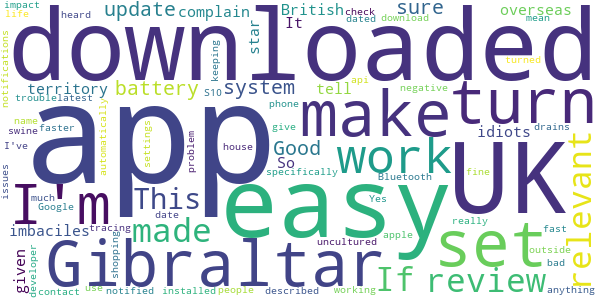 impact
life
heard
update
complain
British
It
check
dated
sure
mean
overseas
download
star
downloaded
notifications
territory
troublelatest
battery
system
keeping
S10
tell
api
negative
turned
phone
give
make
turn
automatically
settings
name
faster
swine
I've
problem
house
Good
So
work
idiots
drains
specifically
Bluetooth
Yes
fine
relevant
app
easy
UK
issues
I'm
much
Google
This
date
apple
really
fast
outside
bad
imbaciles
tracing
made
set
given
developer
Gibraltar
shopping
uncultured
If
review
contact
use
notified
installed
people
described
working
anything